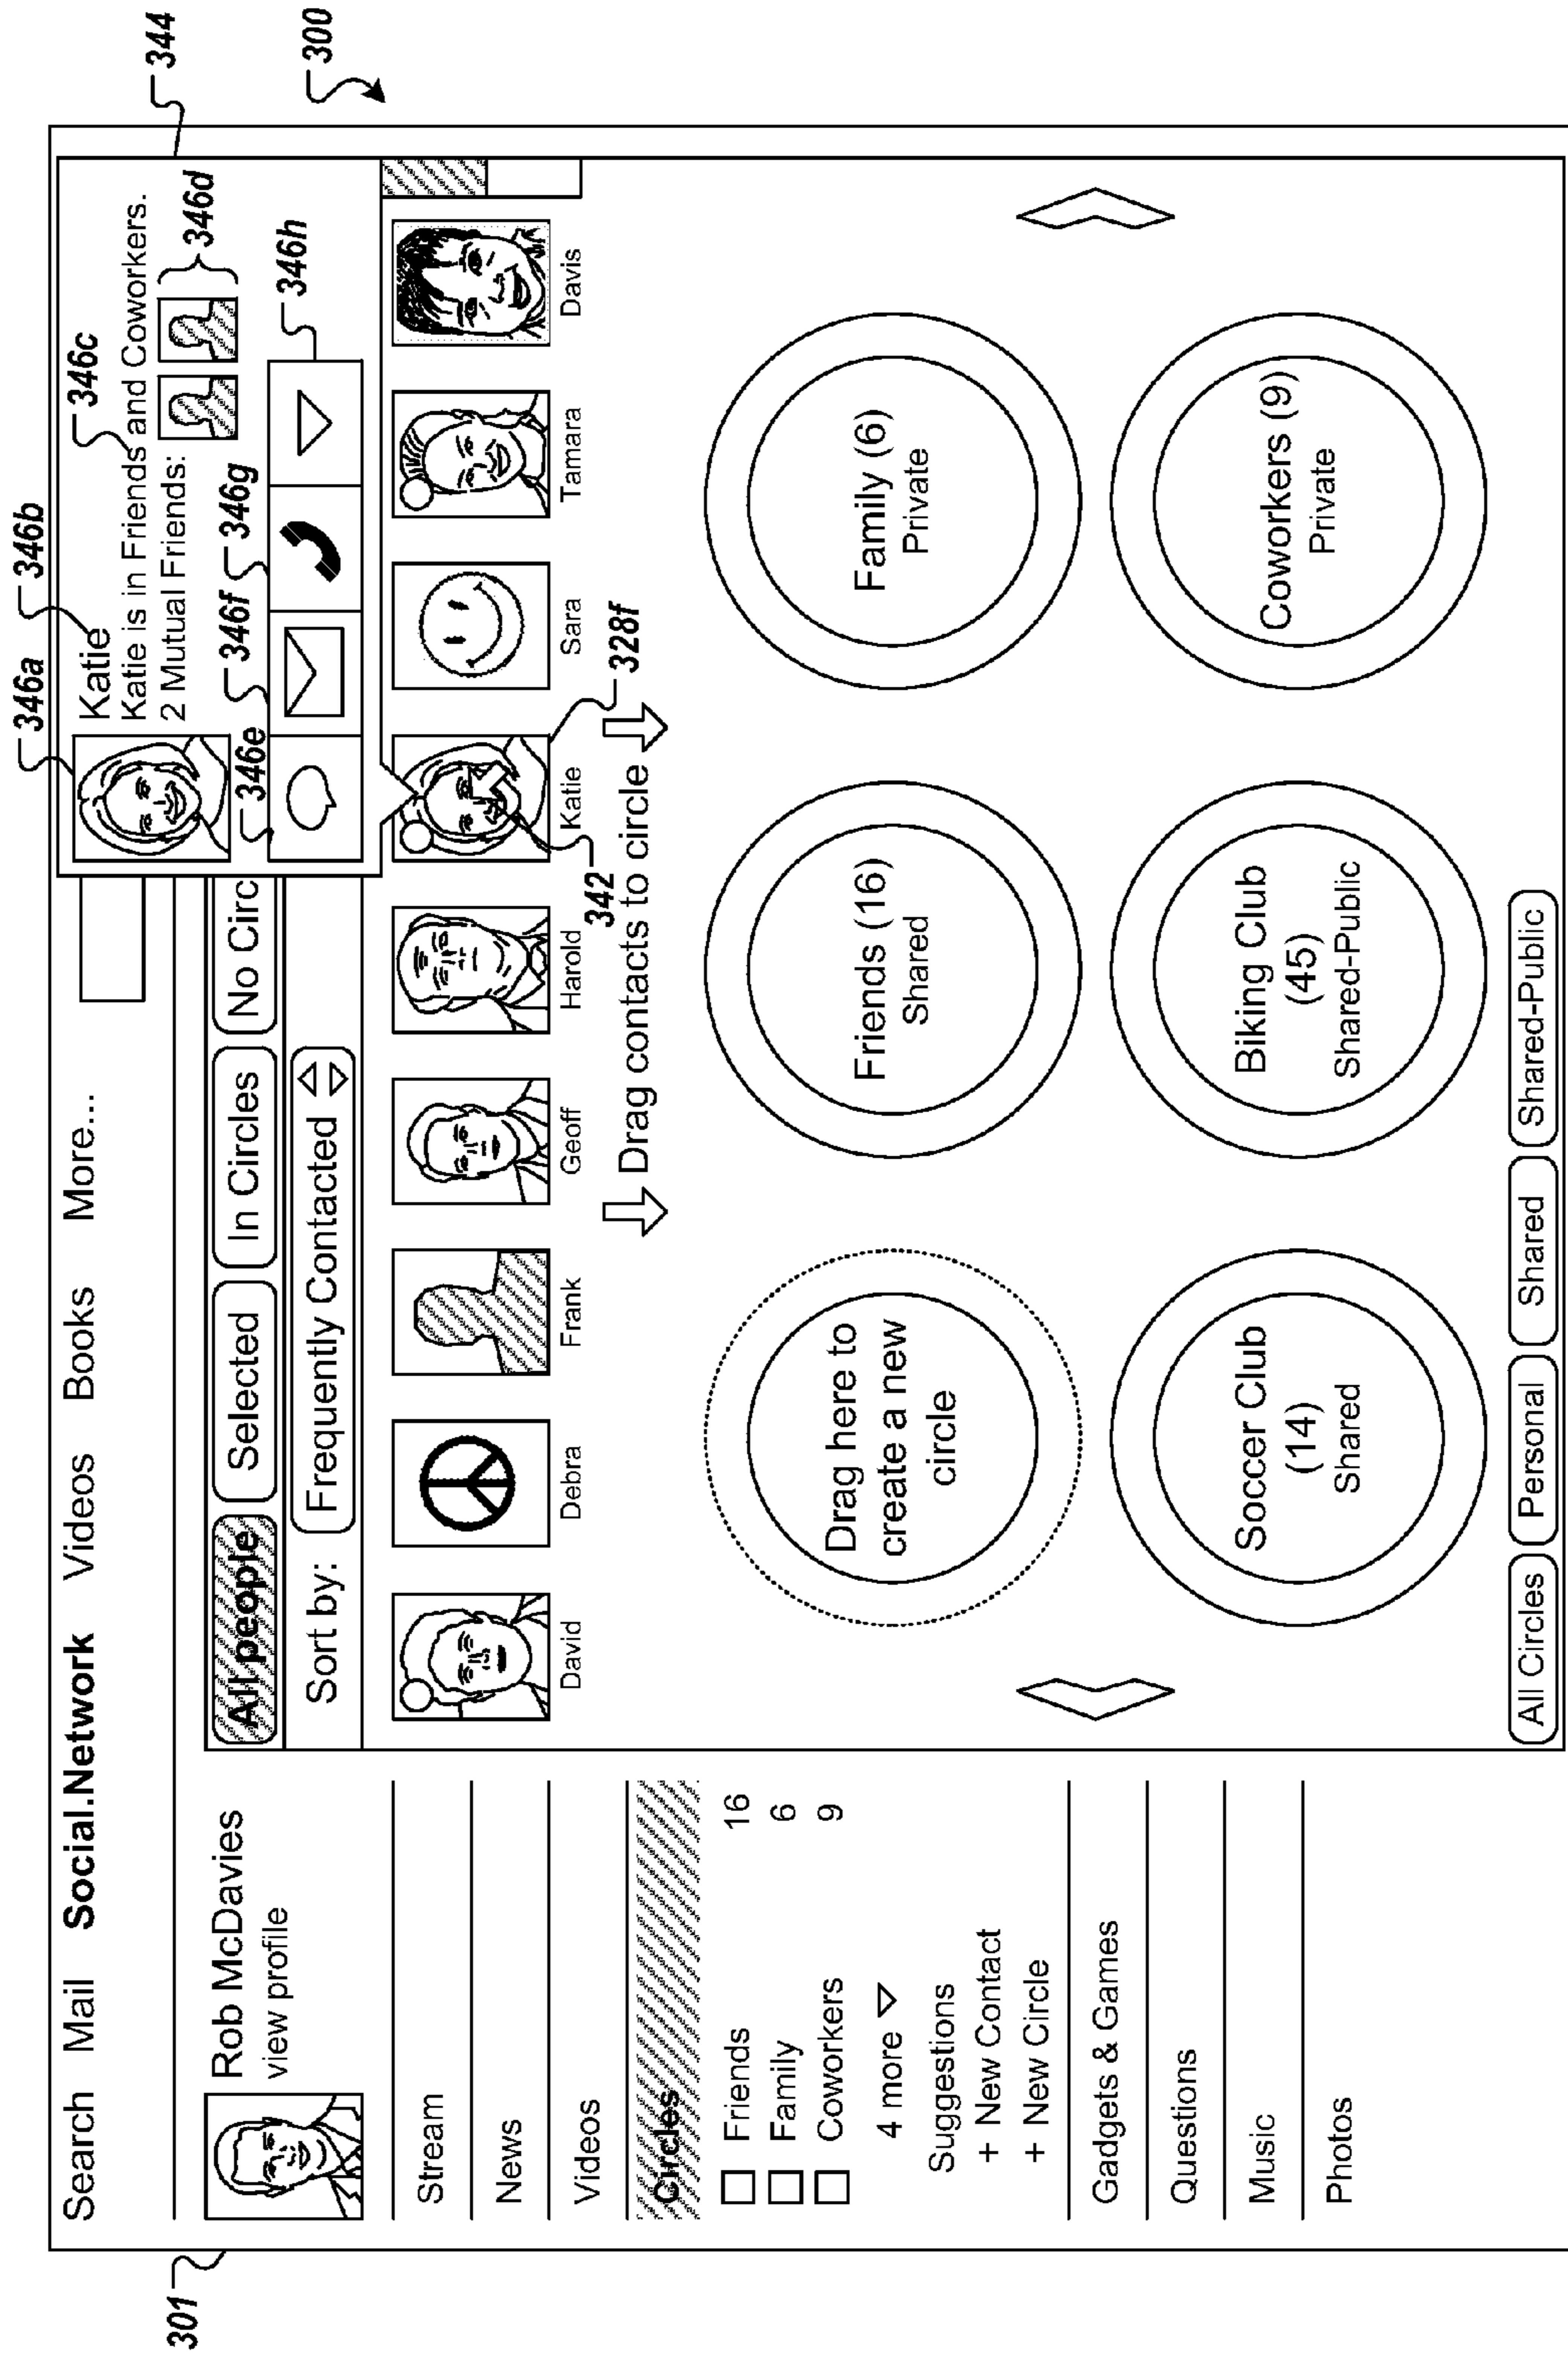 301
300
344
346a
346b
346c
346d
346e
346f
346g
346h
342
328f
Search Mail Social.Network Videos Books More...
Rob McDavies
view profile
Stream
News
Videos
Circles
Friends 16
Family 6
Coworkers 9
4 more
Suggestions
+ New Contact
+ New Circle
Gadgets & Games
Questions
Music
Photos
All people Selected In Circles No Circ
Sort by: Frequently Contacted
Katie
Katie is in Friends and Coworkers.
2 Mutual Friends:
David Debra Frank Geoff Harold Katie Sara Tamara Davis
Drag contacts to circle
Drag here to
create a new
circle
Friends (16)
Shared
Family (6)
Private
Soccer Club
(14)
Shared
Biking Club
(45)
Shared-Public
Coworkers (9)
Private
All Circles Personal Shared Shared-Public